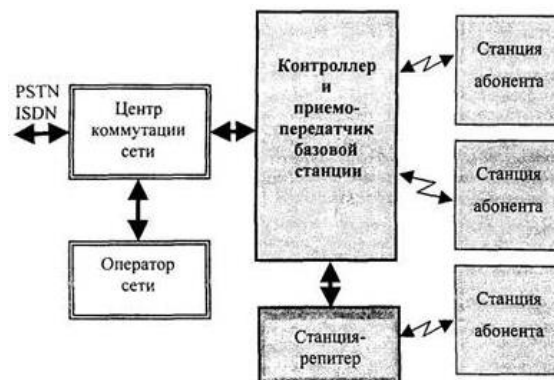 PSTN
ISDN
Центр
коммутации
сети
Оператор
сети
Контроллер
и
приемо-
передатчик
базовой
станции
Станция-
репитер
Станция
абонента
Станция
абонента
Станция
абонента